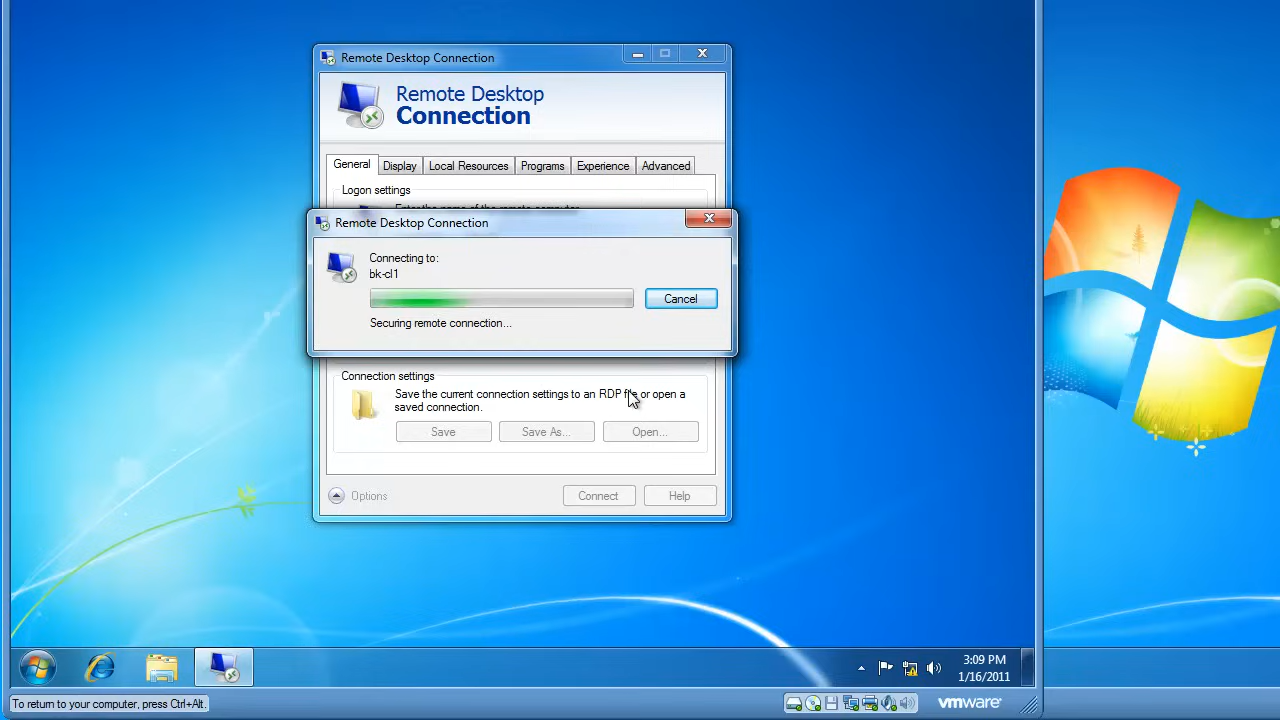 Remote Desktop Connection
Remote Desktop
Connection
General
Display
Local Resources
Programs
Experience
Advanced
Logon settings
Remote Desktop Connection
Connecting to:
bk-cl1
Cancel
Securing remote connection...
Connection settings
Save the current connection settings to an RDP file or open a
saved connection.
Save
Save As...
Open...
Options
Connect
Help
3:09 PM
1/16/2011
To return to your computer, press Ctrl+Alt.
vmware